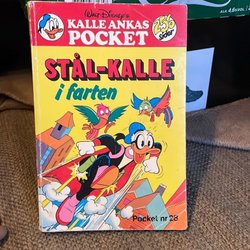 Walt Disney's
KALLE ANKAS
POCKET
256
sidor
STÅL-KALLE
i farten
Pocket nr 28